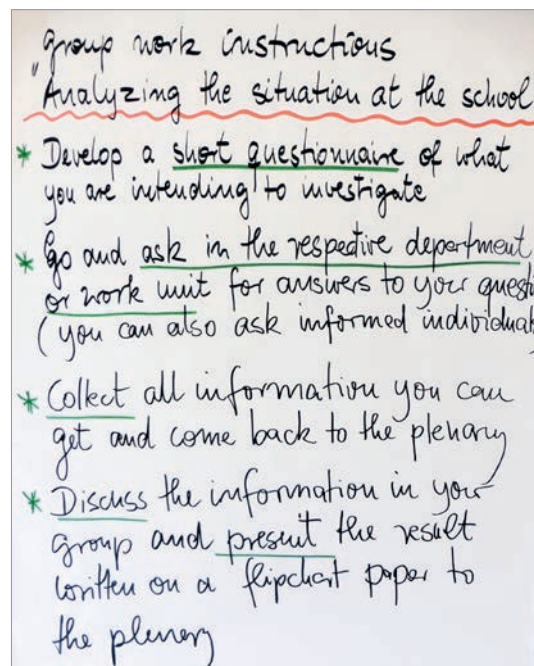 group work instructions
"Analyzing the situation at the school
* Develop a short questionnaire of what
you are intending to investigate
* Go and ask in the respective department
or work unit for answers to your questi
(you can also ask informed individual
* Collect all information you can
get and come back to the plenary
* Discuss the information in your
group and present the result
written on a flipchart paper to
the plenery